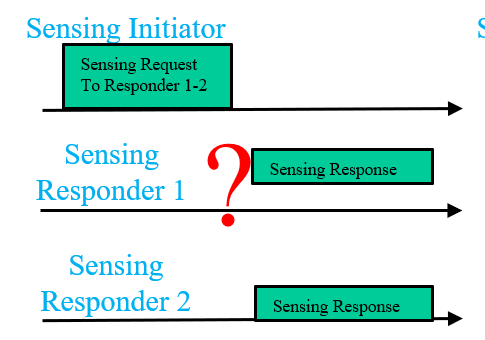 Sensing Initiator
Sensing Request
To Responder 1-2
Sensing
Responder 1
?
Sensing Response
Sensing
Responder 2
Sensing Response